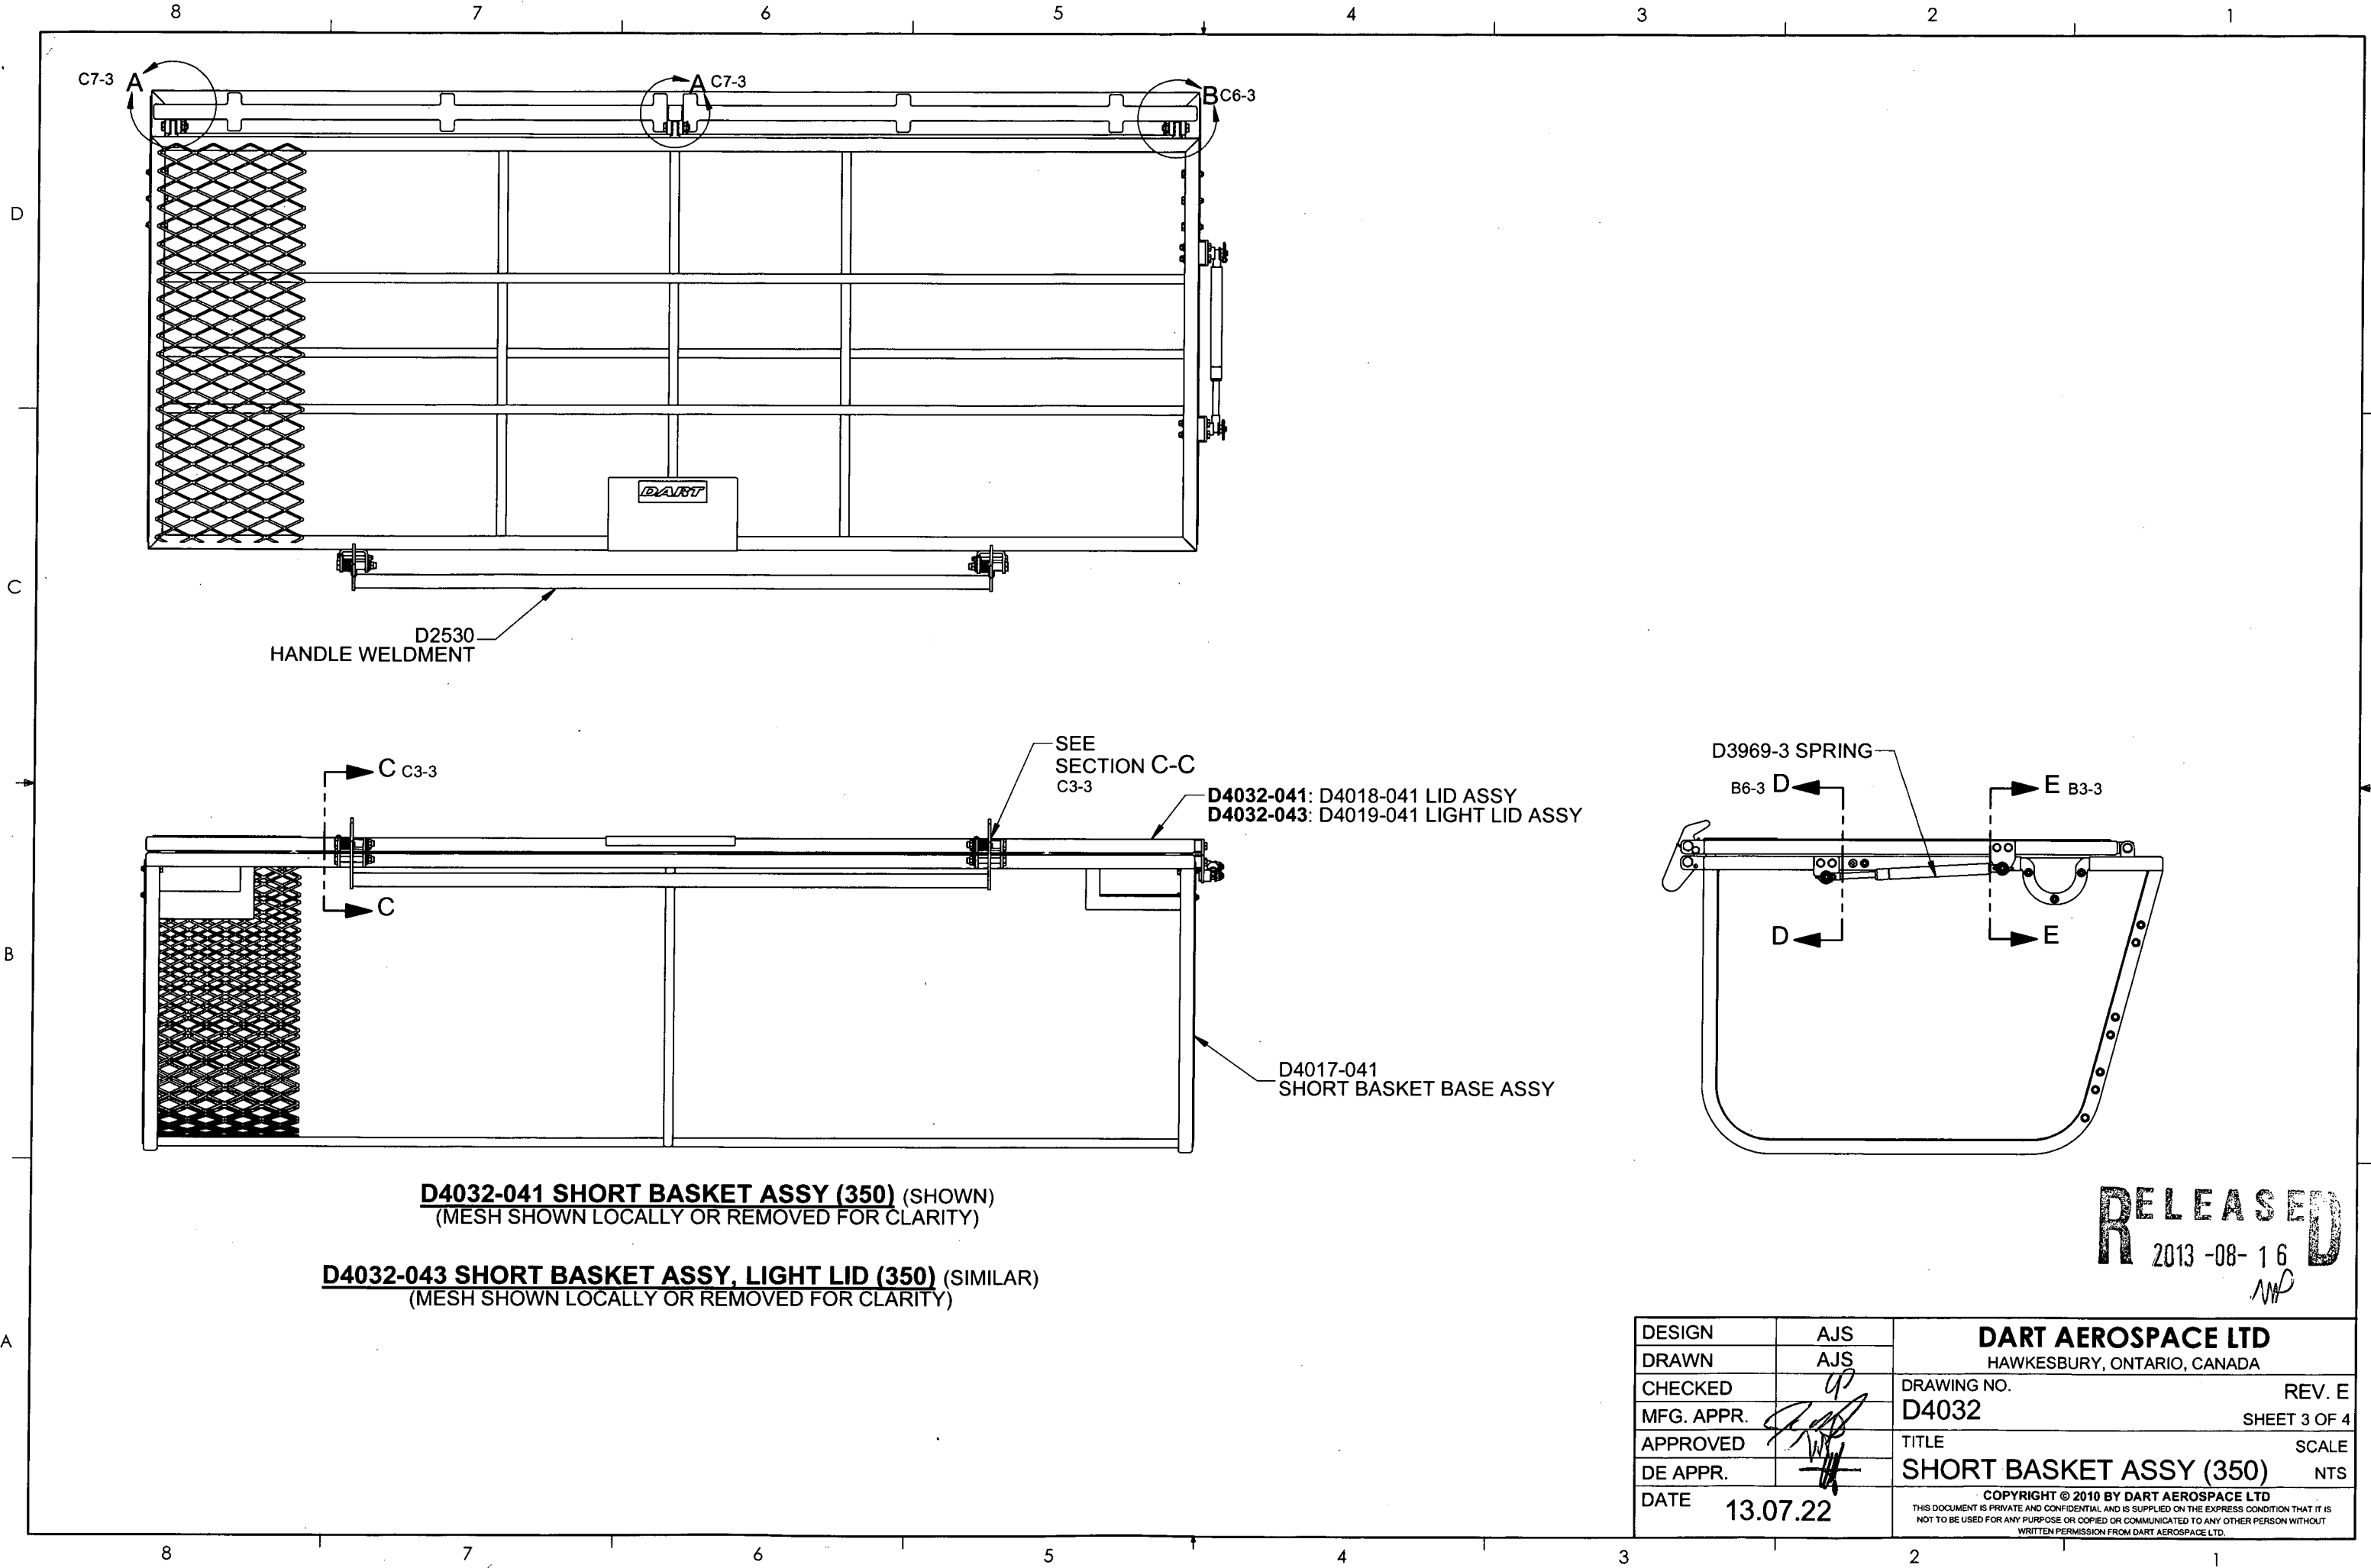 8 7 6 5 4 3 2 1
C7-3 A
A C7-3
B C6-3
D
DART
C
D2530
HANDLE WELDMENT
C C3-3
SEE
SECTION C-C
C3-3
D4032-041: D4018-041 LID ASSY
D4032-043: D4019-041 LIGHT LID ASSY
D3969-3 SPRING
B6-3 D
E B3-3
C
D
E
B
D4017-041
SHORT BASKET BASE ASSY
D4032-041 SHORT BASKET ASSY (350) (SHOWN)
(MESH SHOWN LOCALLY OR REMOVED FOR CLARITY)
D4032-043 SHORT BASKET ASSY, LIGHT LID (350) (SIMILAR)
(MESH SHOWN LOCALLY OR REMOVED FOR CLARITY)
RELEASED
2013-08-16
A
DESIGN AJS
DRAWN AJS
CHECKED
MFG. APPR.
APPROVED
DE APPR.
DATE 13.07.22
DART AEROSPACE LTD
HAWKESBURY, ONTARIO, CANADA
DRAWING NO. REV. E
D4032 SHEET 3 OF 4
TITLE SCALE
SHORT BASKET ASSY (350) NTS
COPYRIGHT © 2010 BY DART AEROSPACE LTD
THIS DOCUMENT IS PRIVATE AND CONFIDENTIAL AND IS SUPPLIED ON THE EXPRESS CONDITION THAT IT IS
NOT TO BE USED FOR ANY PURPOSE OR COPIED OR COMMUNICATED TO ANY OTHER PERSON WITHOUT
WRITTEN PERMISSION FROM DART AEROSPACE LTD.
8 7 6 5 4 3 2 1